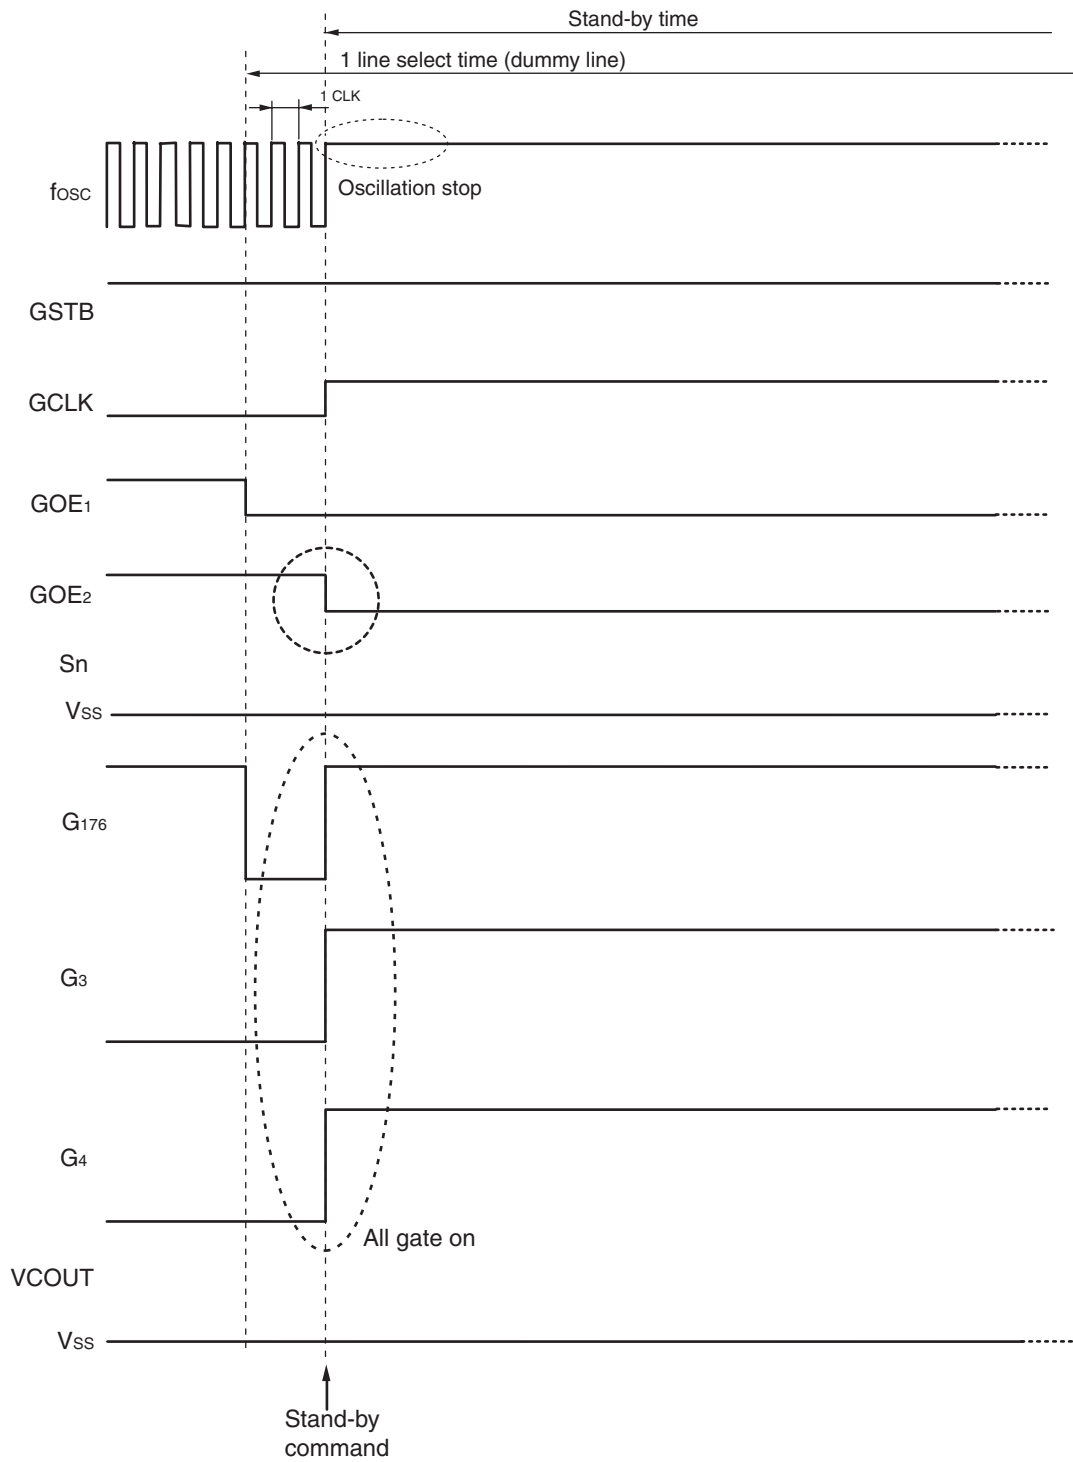 Stand-by time
1 line select time (dummy line)
1 CLK
fOSC
Oscillation stop
GSTB
GCLK
GOE1
GOE2
Sn
VSS
G176
G3
G4
All gate on
VCOUT
VSS
Stand-by
command